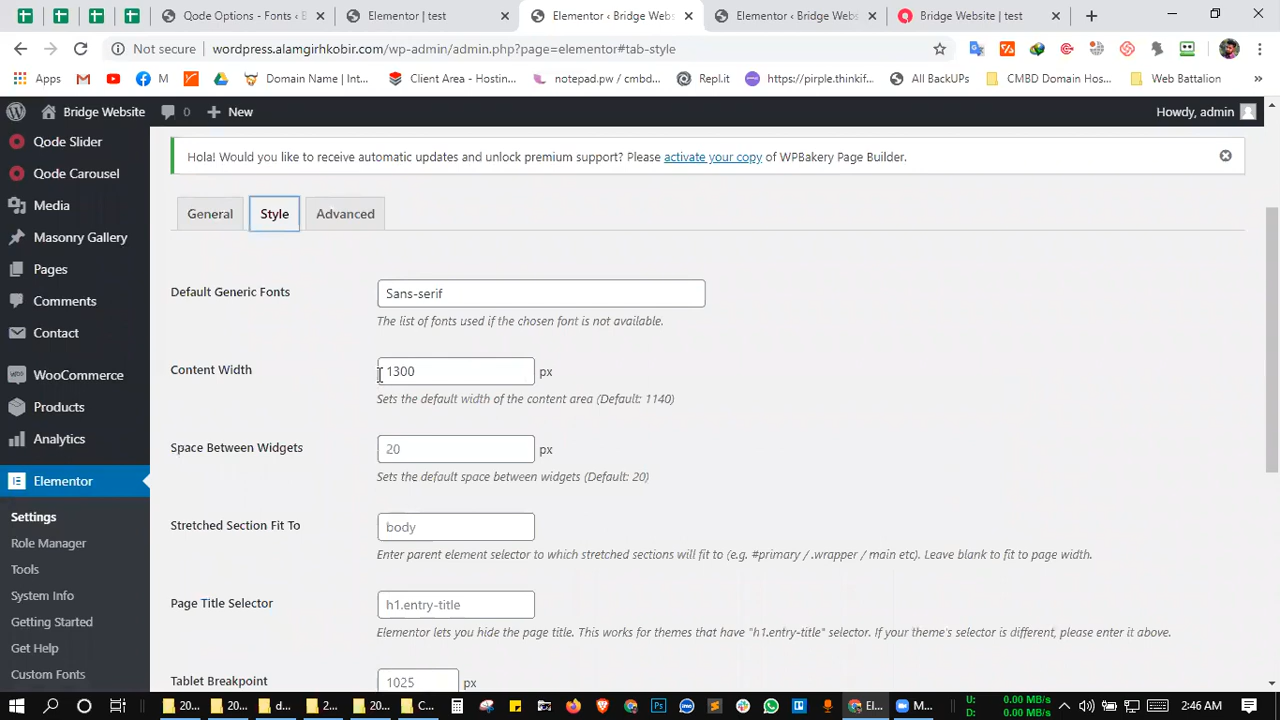 Qode Options - Fonts ‹ B
Elementor | test
Elementor ‹ Bridge Webs
Elementor ‹ Bridge Webs
Bridge Website | test
Not secure
wordpress.alamgirhkobir.com/wp-admin/admin.php?page=elementor#tab-style
Apps
M
Domain Name | Int...
Client Area - Hostin...
notepad.pw / cmbd...
Repl.it
https://pirple.thinkif...
All BackUPs
CMBD Domain Hos...
Web Battalion
Bridge Website
0
New
Howdy, admin
Qode Slider
Qode Carousel
Media
Masonry Gallery
Pages
Comments
Contact
WooCommerce
Products
Analytics
Elementor
Settings
Role Manager
Tools
System Info
Getting Started
Get Help
Custom Fonts
Hola! Would you like to receive automatic updates and unlock premium support? Please activate your copy of WPBakery Page Builder.
General
Style
Advanced
Default Generic Fonts
Sans-serif
The list of fonts used if the chosen font is not available.
Content Width
1300
px
Sets the default width of the content area (Default: 1140)
Space Between Widgets
20
px
Sets the default space between widgets (Default: 20)
Stretched Section Fit To
body
Enter parent element selector to which stretched sections will fit to (e.g. #primary / .wrapper / main etc). Leave blank to fit to page width.
Page Title Selector
h1.entry-title
Elementor lets you hide the page title. This works for themes that have "h1.entry-title" selector. If your theme's selector is different, please enter it above.
Tablet Breakpoint
1025
px
20...
20...
d...
2...
20...
C...
El...
M...
U: 0.00 MB/s
D: 0.00 MB/s
2:46 AM